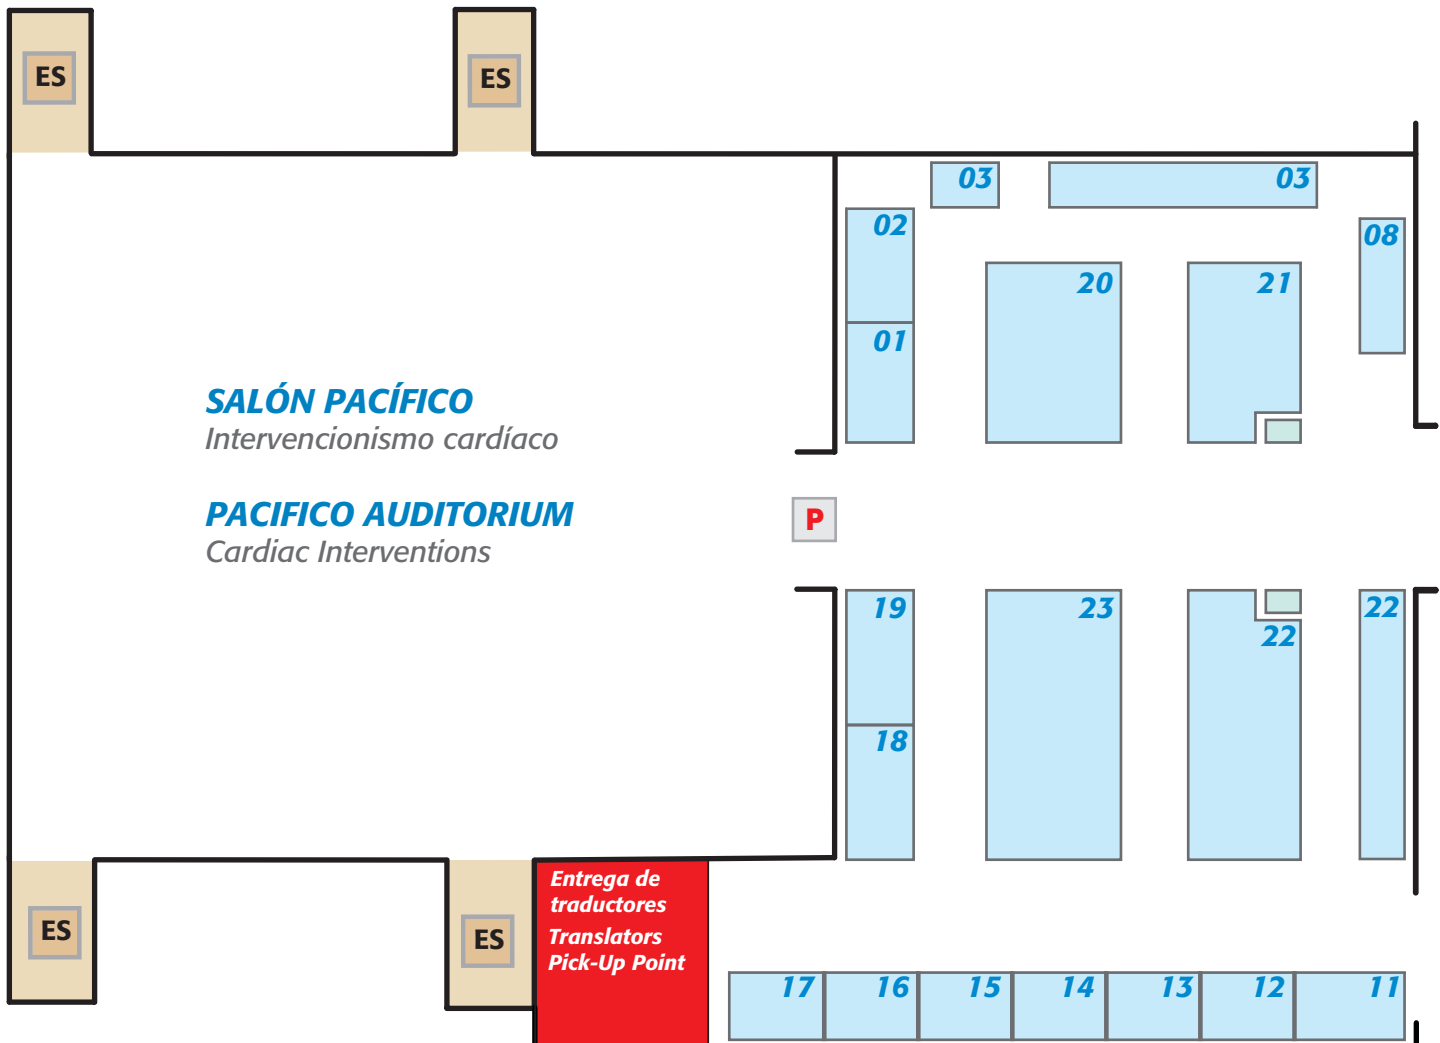 ES
ES
03
03
02
08
20
21
01
SALÓN PACÍFICO
Intervencionismo cardíaco
PACIFICO AUDITORIUM
Cardiac Interventions
P
19
23
22
22
18
Entrega de
traductores
Translators
Pick-Up Point
ES
ES
17
16
15
14
13
12
11